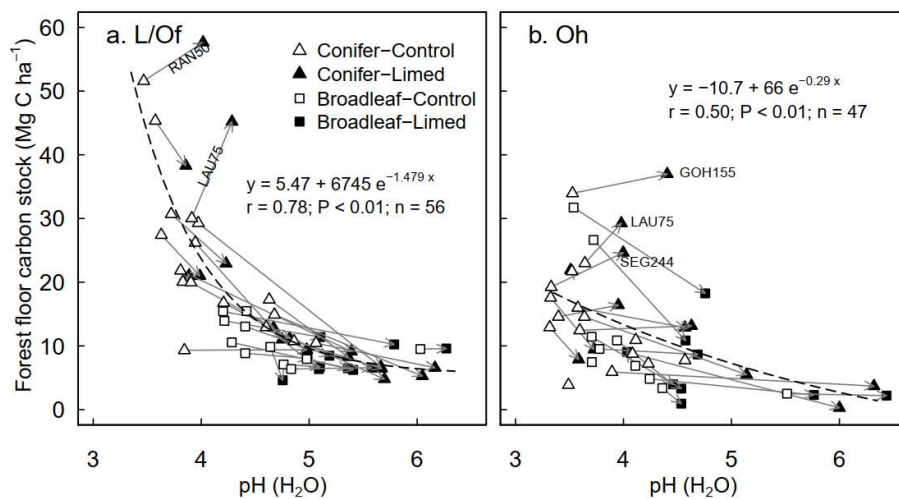 Forest floor carbon stock (Mg C ha⁻¹)
60
50
40
30
20
10
0
a. L/Of
△ Conifer−Control
▲ Conifer−Limed
□ Broadleaf−Control
■ Broadleaf−Limed
RAN50
LAU75
y = 5.47 + 6745 e⁻¹·⁴⁷⁹ ˣ
r = 0.78; P < 0.01; n = 56
3 4 5 6
pH (H₂O)
b. Oh
y = −10.7 + 66 e⁻⁰·²⁹ ˣ
r = 0.50; P < 0.01; n = 47
GOH155
LAU75
SEG244
3 4 5 6
pH (H₂O)